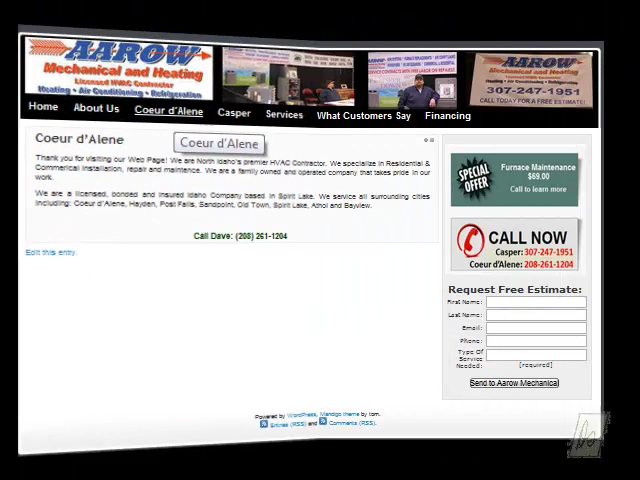 AAROW
Mechanical and Heating
Licensed HVAC Contractor
Heating • Air Conditioning • Refrigeration
AAROW
Mechanical and Heating
307-247-1951
CALL TODAY FOR A FREE ESTIMATE!
Home About Us Coeur d'Alene Casper Services What Customers Say Financing
Coeur d'Alene
Coeur d'Alene
Thank you for visiting our Web Page! We are North Idaho's premier HVAC Contractor. We specialize in Residential &
Commerical Installation, repair and maintence. We are a family owned and operated company that takes pride in our
work.
We are a licensed, bonded and insured Idaho Company based in Spirit Lake. We service all surrounding cities
including: Coeur d'Alene, Hayden, Post Falls, Sandpoint, Old Town, Spirit Lake, Athol and Bayview.
Call Dave: (208) 261-1204
Edit this entry.
SPECIAL OFFER
Furnace Maintenance
$69.00
Call to learn more
CALL NOW
Casper: 307-247-1951
Coeur d'Alene: 208-261-1204
Request Free Estimate:
First Name:
Last Name:
Email:
Phone:
Type Of
Service
Needed:
[required]
Send to Aarow Mechanical
Powered by WordPress, Mandigo theme by tom.
Entries (RSS) and Comments (RSS).